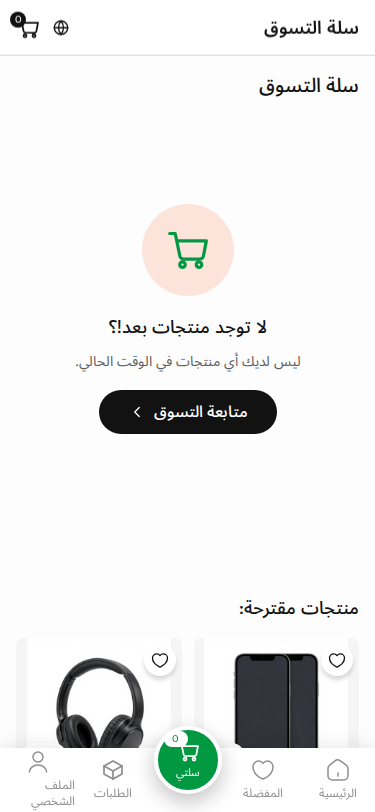 سلة التسوق
0
سلة التسوق
لا توجد منتجات بعد!؟
ليس لديك أي منتجات في الوقت الحالي.
متابعة التسوق
منتجات مقترحة:
الرئيسية
المفضلة
0
سلتي
الطلبات
الملف
الشخصي